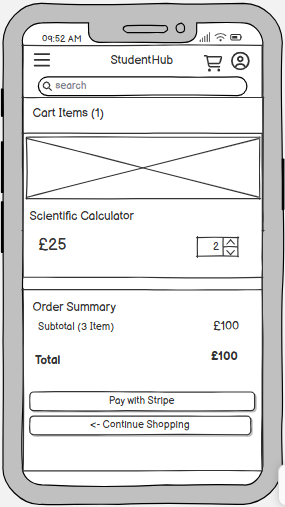 09:52 AM
StudentHub
search
Cart Items (1)
Scientific Calculator
£25
2
Order Summary
Subtotal (3 Item) £100
Total £100
Pay with Stripe
<- Continue Shopping